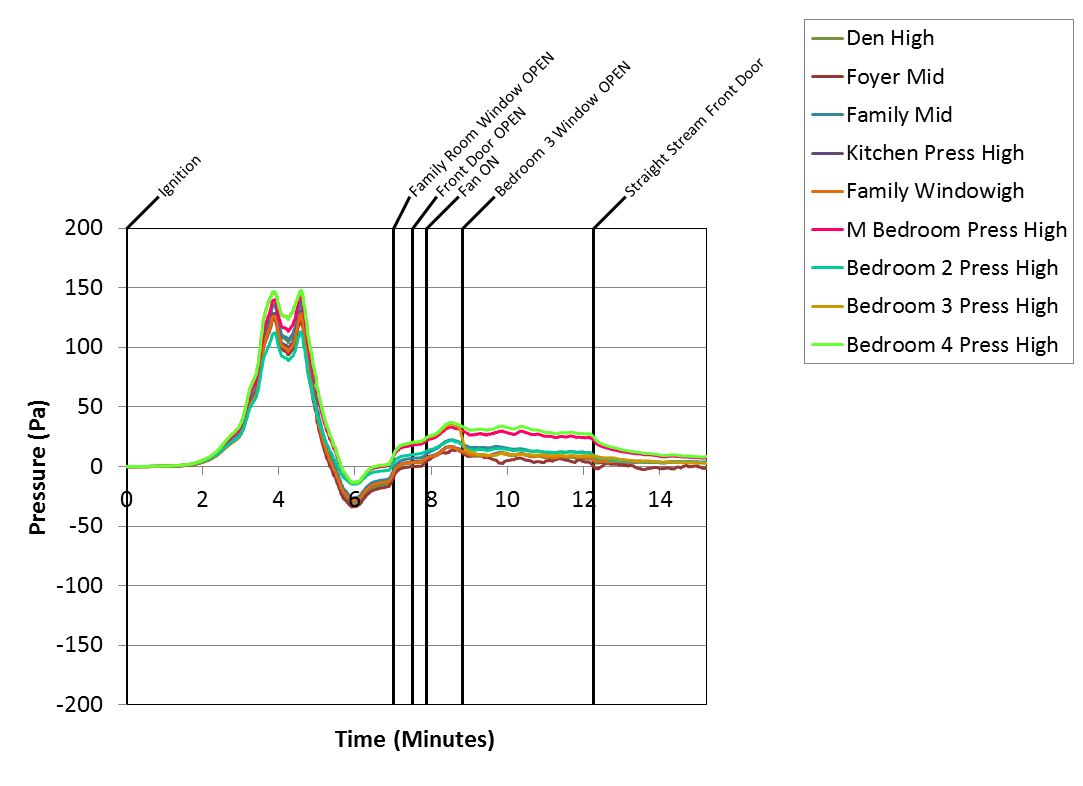 Ignition
Family Room Window OPEN
Front Door OPEN
Fan ON
Bedroom 3 Window OPEN
Straight Stream Front Door
Den High
Foyer Mid
Family Mid
Kitchen Press High
Family Windowigh
M Bedroom Press High
Bedroom 2 Press High
Bedroom 3 Press High
Bedroom 4 Press High
Pressure (Pa)
200
150
100
50
0
-50
-100
-150
-200
0 2 4 6 8 10 12 14
Time (Minutes)